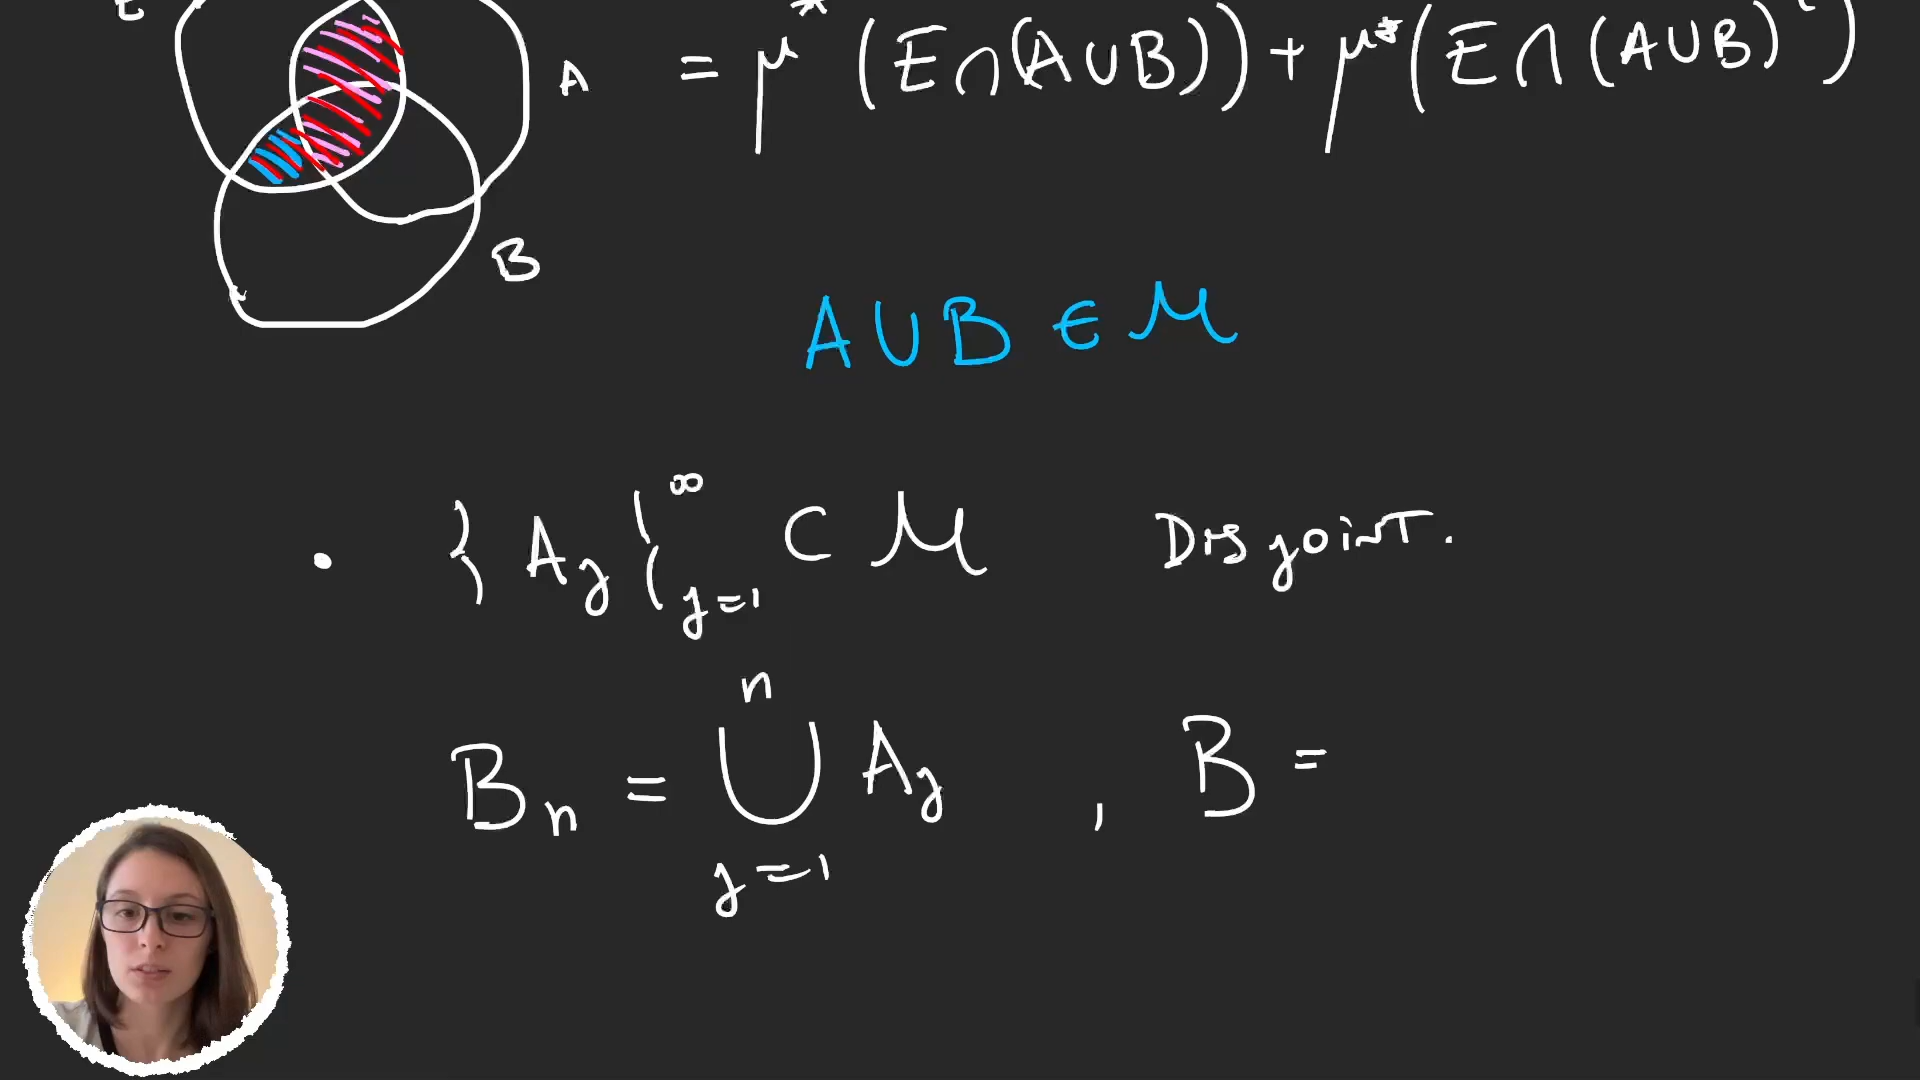 E
A = μ* (E∩(A∪B)) + μ*(E∩(A∪B)ᶜ)
B
A∪B ∈ M
• {A_j}_{j=1}^∞ ⊂ M Disjoint.
B_n = ⋃_{j=1}^n A_j , B =